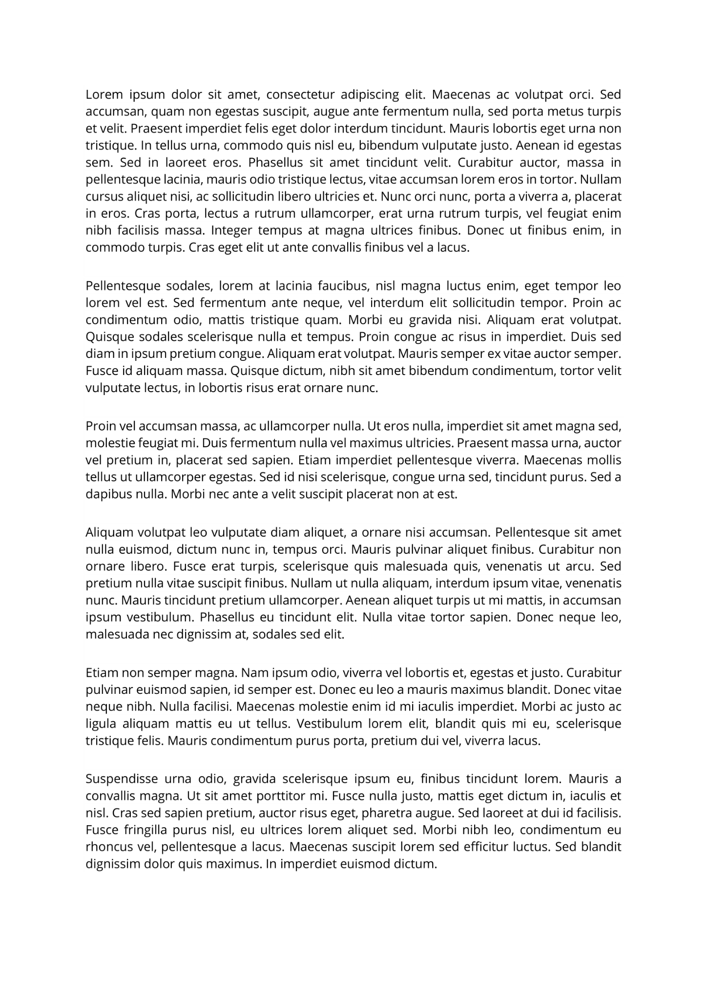 Lorem ipsum dolor sit amet, consectetur adipiscing elit. Maecenas ac volutpat orci. Sed
accumsan, quam non egestas suscipit, augue ante fermentum nulla, sed porta metus turpis
et velit. Praesent imperdiet felis eget dolor interdum tincidunt. Mauris lobortis eget urna non
tristique. In tellus urna, commodo quis nisl eu, bibendum vulputate justo. Aenean id egestas
sem. Sed in laoreet eros. Phasellus sit amet tincidunt velit. Curabitur auctor, massa in
pellentesque lacinia, mauris odio tristique lectus, vitae accumsan lorem eros in tortor. Nullam
cursus aliquet nisi, ac sollicitudin libero ultricies et. Nunc orci nunc, porta a viverra a, placerat
in eros. Cras porta, lectus a rutrum ullamcorper, erat urna rutrum turpis, vel feugiat enim
nibh facilisis massa. Integer tempus at magna ultrices finibus. Donec ut finibus enim, in
commodo turpis. Cras eget elit ut ante convallis finibus vel a lacus.
Pellentesque sodales, lorem at lacinia faucibus, nisl magna luctus enim, eget tempor leo
lorem vel est. Sed fermentum ante neque, vel interdum elit sollicitudin tempor. Proin ac
condimentum odio, mattis tristique quam. Morbi eu gravida nisi. Aliquam erat volutpat.
Quisque sodales scelerisque nulla et tempus. Proin congue ac risus in imperdiet. Duis sed
diam in ipsum pretium congue. Aliquam erat volutpat. Mauris semper ex vitae auctor semper.
Fusce id aliquam massa. Quisque dictum, nibh sit amet bibendum condimentum, tortor velit
vulputate lectus, in lobortis risus erat ornare nunc.
Proin vel accumsan massa, ac ullamcorper nulla. Ut eros nulla, imperdiet sit amet magna sed,
molestie feugiat mi. Duis fermentum nulla vel maximus ultricies. Praesent massa urna, auctor
vel pretium in, placerat sed sapien. Etiam imperdiet pellentesque viverra. Maecenas mollis
tellus ut ullamcorper egestas. Sed id nisi scelerisque, congue urna sed, tincidunt purus. Sed a
dapibus nulla. Morbi nec ante a velit suscipit placerat non at est.
Aliquam volutpat leo vulputate diam aliquet, a ornare nisi accumsan. Pellentesque sit amet
nulla euismod, dictum nunc in, tempus orci. Mauris pulvinar aliquet finibus. Curabitur non
ornare libero. Fusce erat turpis, scelerisque quis malesuada quis, venenatis ut arcu. Sed
pretium nulla vitae suscipit finibus. Nullam ut nulla aliquam, interdum ipsum vitae, venenatis
nunc. Mauris tincidunt pretium ullamcorper. Aenean aliquet turpis ut mi mattis, in accumsan
ipsum vestibulum. Phasellus eu tincidunt elit. Nulla vitae tortor sapien. Donec neque leo,
malesuada nec dignissim at, sodales sed elit.
Etiam non semper magna. Nam ipsum odio, viverra vel lobortis et, egestas et justo. Curabitur
pulvinar euismod sapien, id semper est. Donec eu leo a mauris maximus blandit. Donec vitae
neque nibh. Nulla facilisi. Maecenas molestie enim id mi iaculis imperdiet. Morbi ac justo ac
ligula aliquam mattis eu ut tellus. Vestibulum lorem elit, blandit quis mi eu, scelerisque
tristique felis. Mauris condimentum purus porta, pretium dui vel, viverra lacus.
Suspendisse urna odio, gravida scelerisque ipsum eu, finibus tincidunt lorem. Mauris a
convallis magna. Ut sit amet porttitor mi. Fusce nulla justo, mattis eget dictum in, iaculis et
nisl. Cras sed sapien pretium, auctor risus eget, pharetra augue. Sed laoreet at dui id facilisis.
Fusce fringilla purus nisl, eu ultrices lorem aliquet sed. Morbi nibh leo, condimentum eu
rhoncus vel, pellentesque a lacus. Maecenas suscipit lorem sed efficitur luctus. Sed blandit
dignissim dolor quis maximus. In imperdiet euismod dictum.